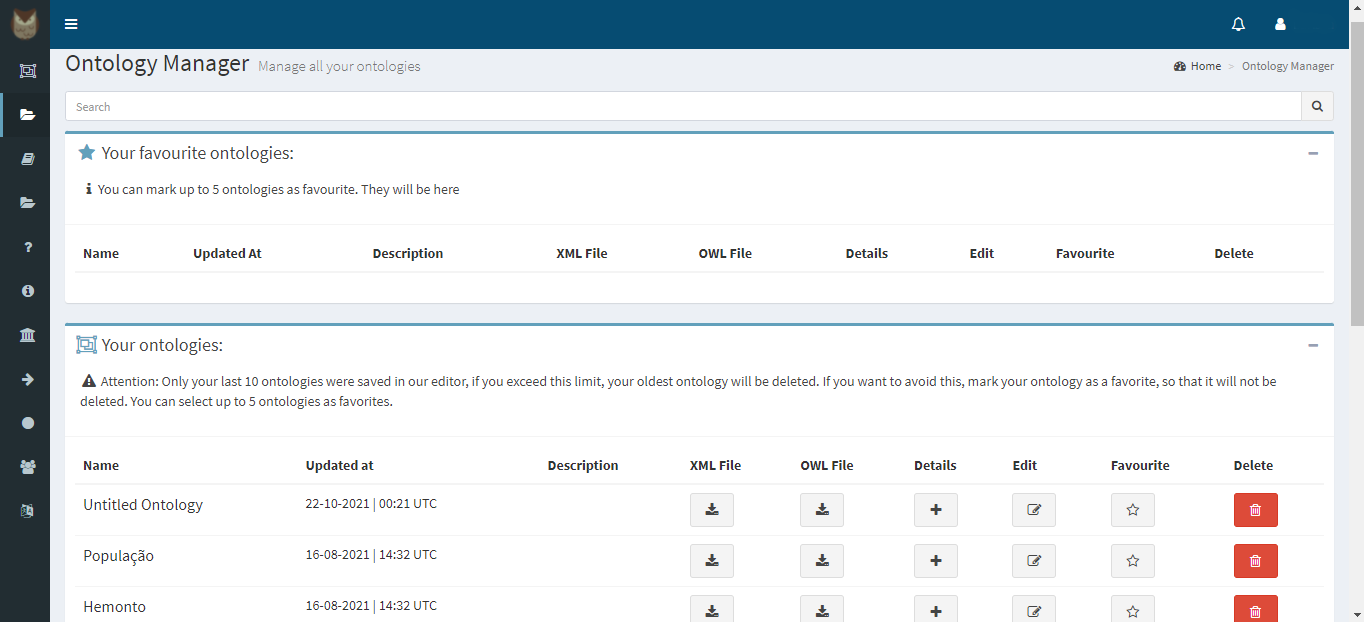 Ontology Manager Manage all your ontologies
Home > Ontology Manager
Search
Your favourite ontologies:
You can mark up to 5 ontologies as favourite. They will be here
Name Updated At Description XML File OWL File Details Edit Favourite Delete
Your ontologies:
Attention: Only your last 10 ontologies were saved in our editor, if you exceed this limit, your oldest ontology will be deleted. If you want to avoid this, mark your ontology as a favorite, so that it will not be
deleted. You can select up to 5 ontologies as favorites.
Name Updated at Description XML File OWL File Details Edit Favourite Delete
Untitled Ontology 22-10-2021 | 00:21 UTC
População 16-08-2021 | 14:32 UTC
Hemonto 16-08-2021 | 14:32 UTC